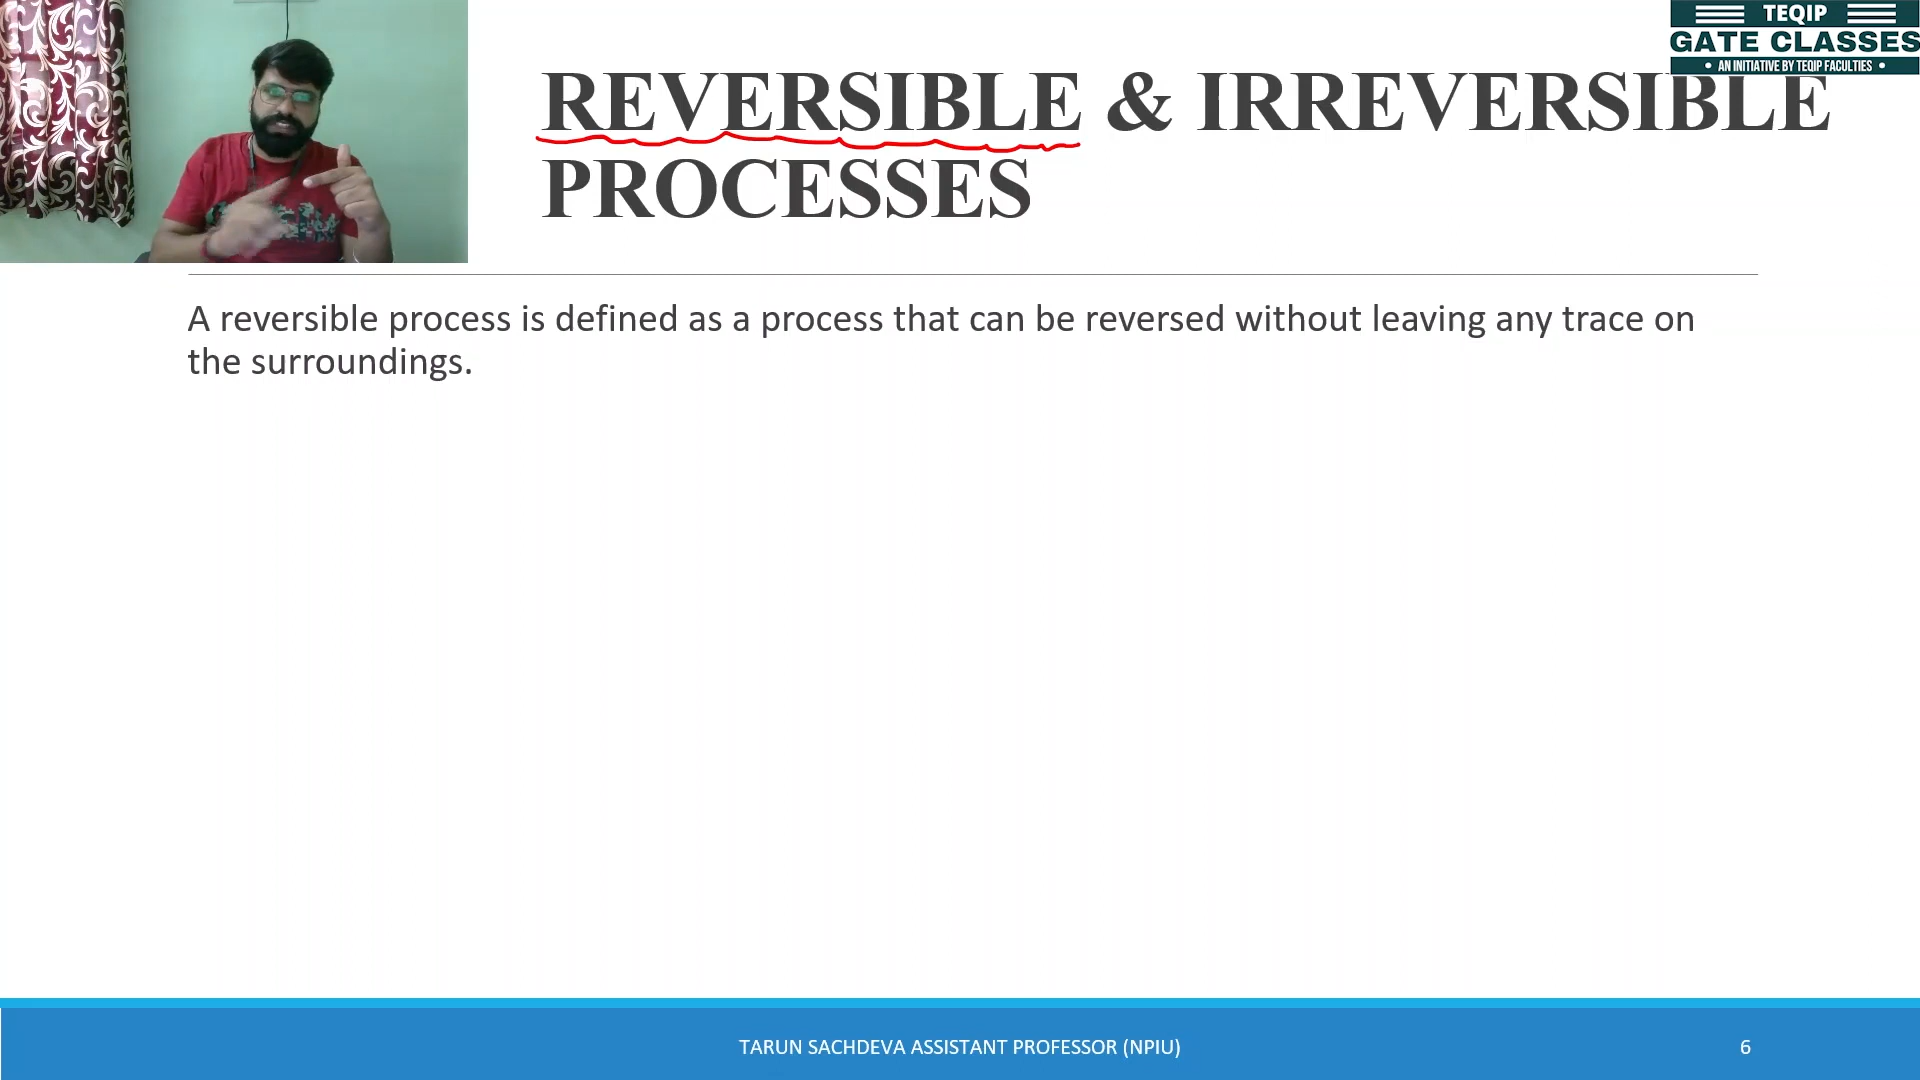 TEQIP
GATE CLASSES
• AN INITIATIVE BY TEQIP FACULTIES •
REVERSIBLE & IRREVERSIBLE
PROCESSES
A reversible process is defined as a process that can be reversed without leaving any trace on
the surroundings.
TARUN SACHDEVA ASSISTANT PROFESSOR (NPIU)
6